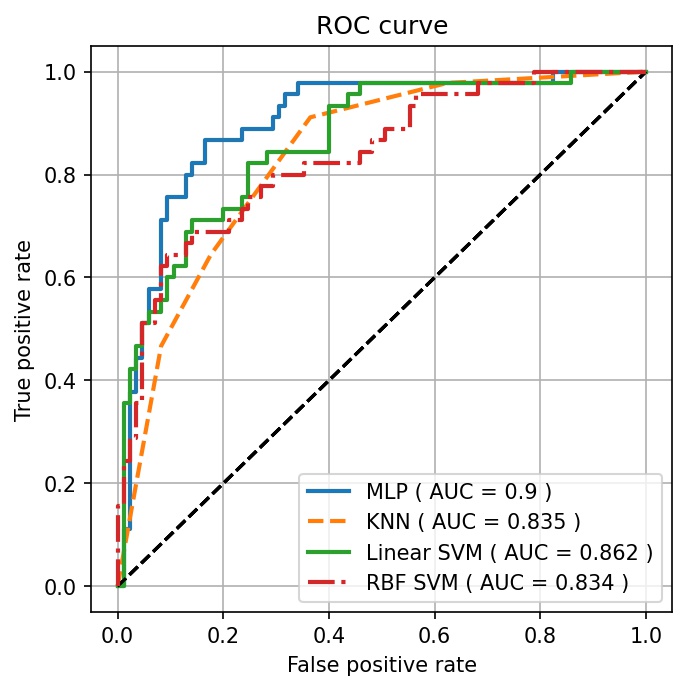 ROC curve
1.0
0.8
0.6
0.4
0.2
0.0
True positive rate
MLP ( AUC = 0.9 )
KNN ( AUC = 0.835 )
Linear SVM ( AUC = 0.862 )
RBF SVM ( AUC = 0.834 )
0.0 0.2 0.4 0.6 0.8 1.0
False positive rate